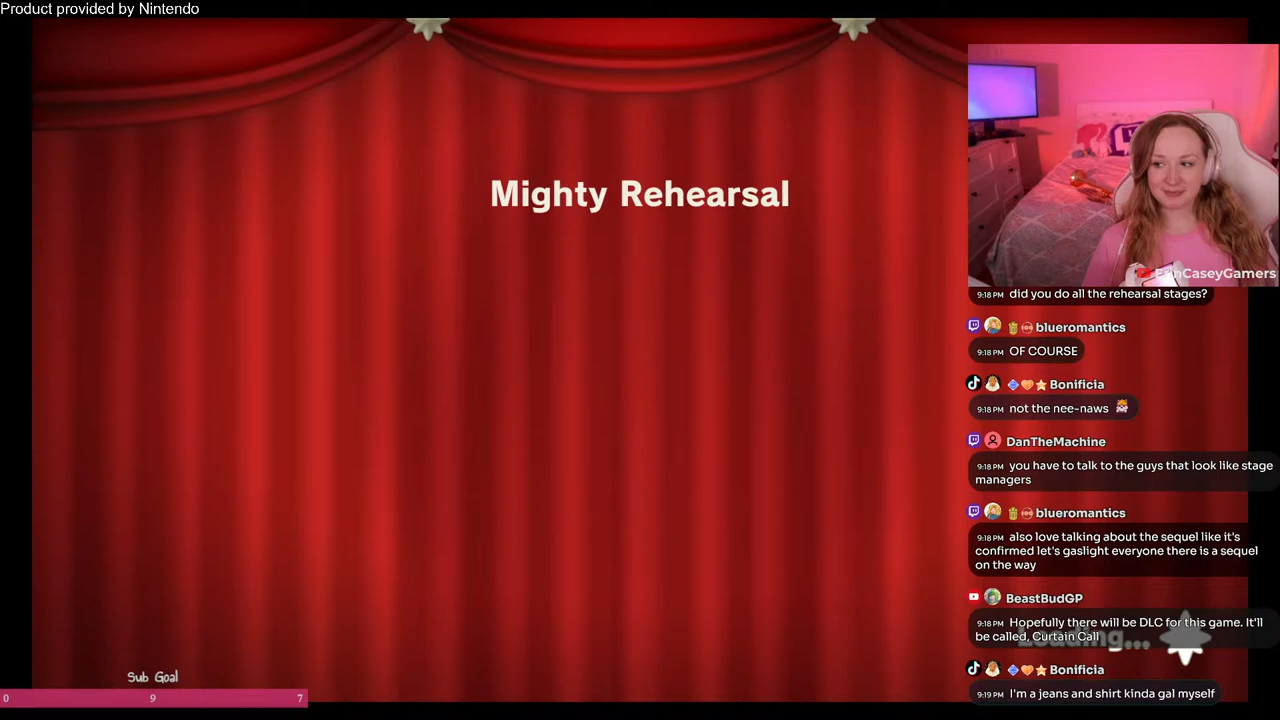 Product provided by Nintendo
Mighty Rehearsal
CaseyGamers
9:18 PM did you do all the rehearsal stages?
blueromantics
9:18 PM OF COURSE
Bonificia
9:18 PM not the nee-naws
DanTheMachine
9:18 PM you have to talk to the guys that look like stage
managers
blueromantics
9:18 PM also love talking about the sequel like it's
confirmed let's gaslight everyone there is a sequel
on the way
BeastBudGP
9:18 PM Hopefully there will be DLC for this game. It'll
be called, Curtain Call
Loading...
Bonificia
9:19 PM I'm a jeans and shirt kinda gal myself
Sub Goal
0 9 7